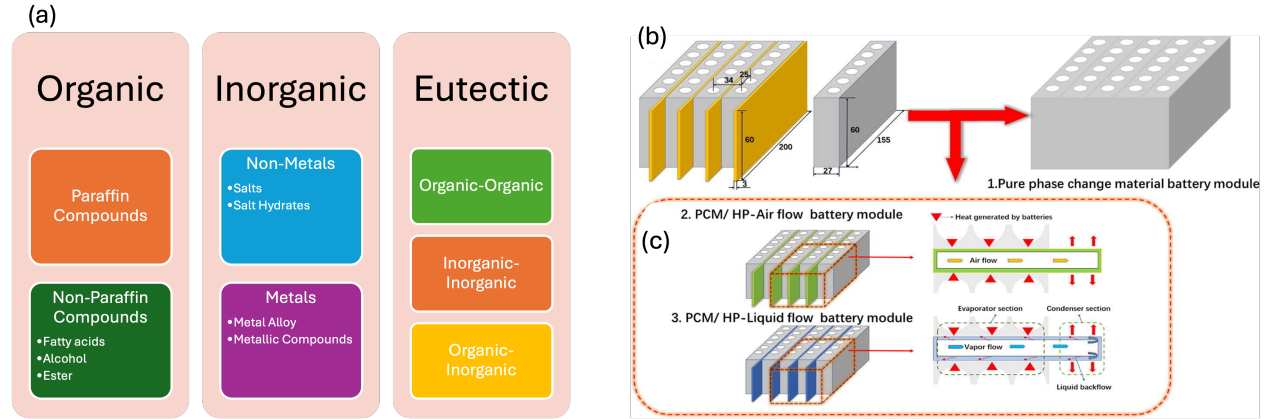 (a)
Organic
Paraffin
Compounds
Non-Paraffin
Compounds
•Fatty acids
•Alcohol
•Ester
Inorganic
Non-Metals
•Salts
•Salt Hydrates
Metals
•Metal Alloy
•Metallic Compounds
Eutectic
Organic-Organic
Inorganic-
Inorganic
Organic-
Inorganic
(b)
34
25
60
200
3
60
155
27
1.Pure phase change material battery module
(c)
2. PCM/ HP-Air flow battery module
Heat generated by batteries
Air flow
3. PCM/ HP-Liquid flow battery module
Evaporator section
Condenser section
Vapor flow
Liquid backflow